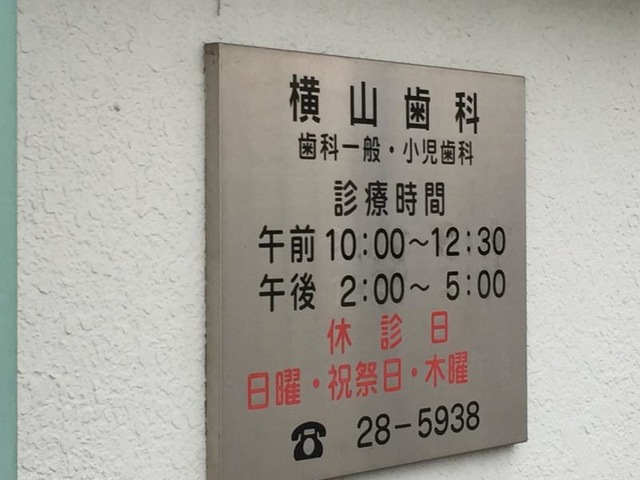 横山歯科
歯科一般・小児歯科
診療時間
午前 10:00～12:30
午後 2:00～ 5:00
休診日
日曜・祝祭日・木曜
☎ 28-5938